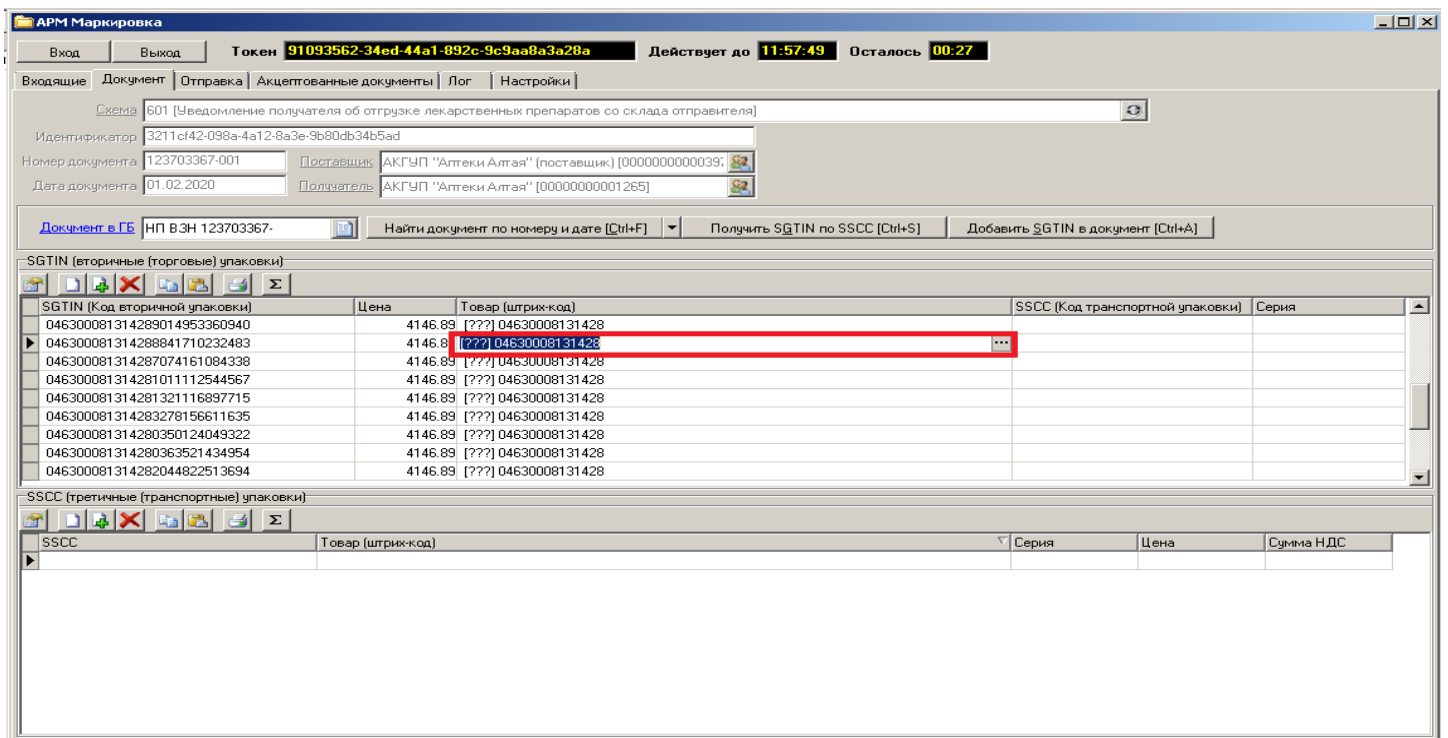 АРМ Маркировка
Вход Выход Токен 91093562-34ed-44a1-892c-9c9aa8a3a28a Действует до 11:57:49 Осталось 00:27
Входящие Документ Отправка Акцептованные документы Лог Настройки
Схема 601 [Уведомление получателя об отгрузке лекарственных препаратов со склада отправителя]
Идентификатор 3211cf42-098a-4a12-8a3e-9b80db34b5ad
Номер документа 123703367-001 Поставщик АКГУП "Аптеки Алтая" (поставщик) [0000000000397
Дата документа 01.02.2020 Получатель АКГУП "Аптеки Алтая" [00000000001265]
Документ в ГБ НП ВЗН 123703367- Найти документ по номеру и дате [Ctrl+F] Получить SGTIN по SSCC [Ctrl+S] Добавить SGTIN в документ [Ctrl+A]
SGTIN (вторичные (торговые) упаковки)
Σ
SGTIN (Код вторичной упаковки) Цена Товар (штрих-код) SSCC (Код транспортной упаковки) Серия
046300081314289014953360940 4146.89 [???] 04630008131428
046300081314288841710232483 4146.8 [???] 04630008131428 ...
046300081314287074161084338 4146.89 [???] 04630008131428
046300081314281011112544567 4146.89 [???] 04630008131428
046300081314281321116897715 4146.89 [???] 04630008131428
046300081314283278156611635 4146.89 [???] 04630008131428
046300081314280350124049322 4146.89 [???] 04630008131428
046300081314280363521434954 4146.89 [???] 04630008131428
046300081314282044822513694 4146.89 [???] 04630008131428
SSCC (третичные (транспортные) упаковки)
Σ
SSCC Товар (штрих-код) Серия Цена Сумма НДС